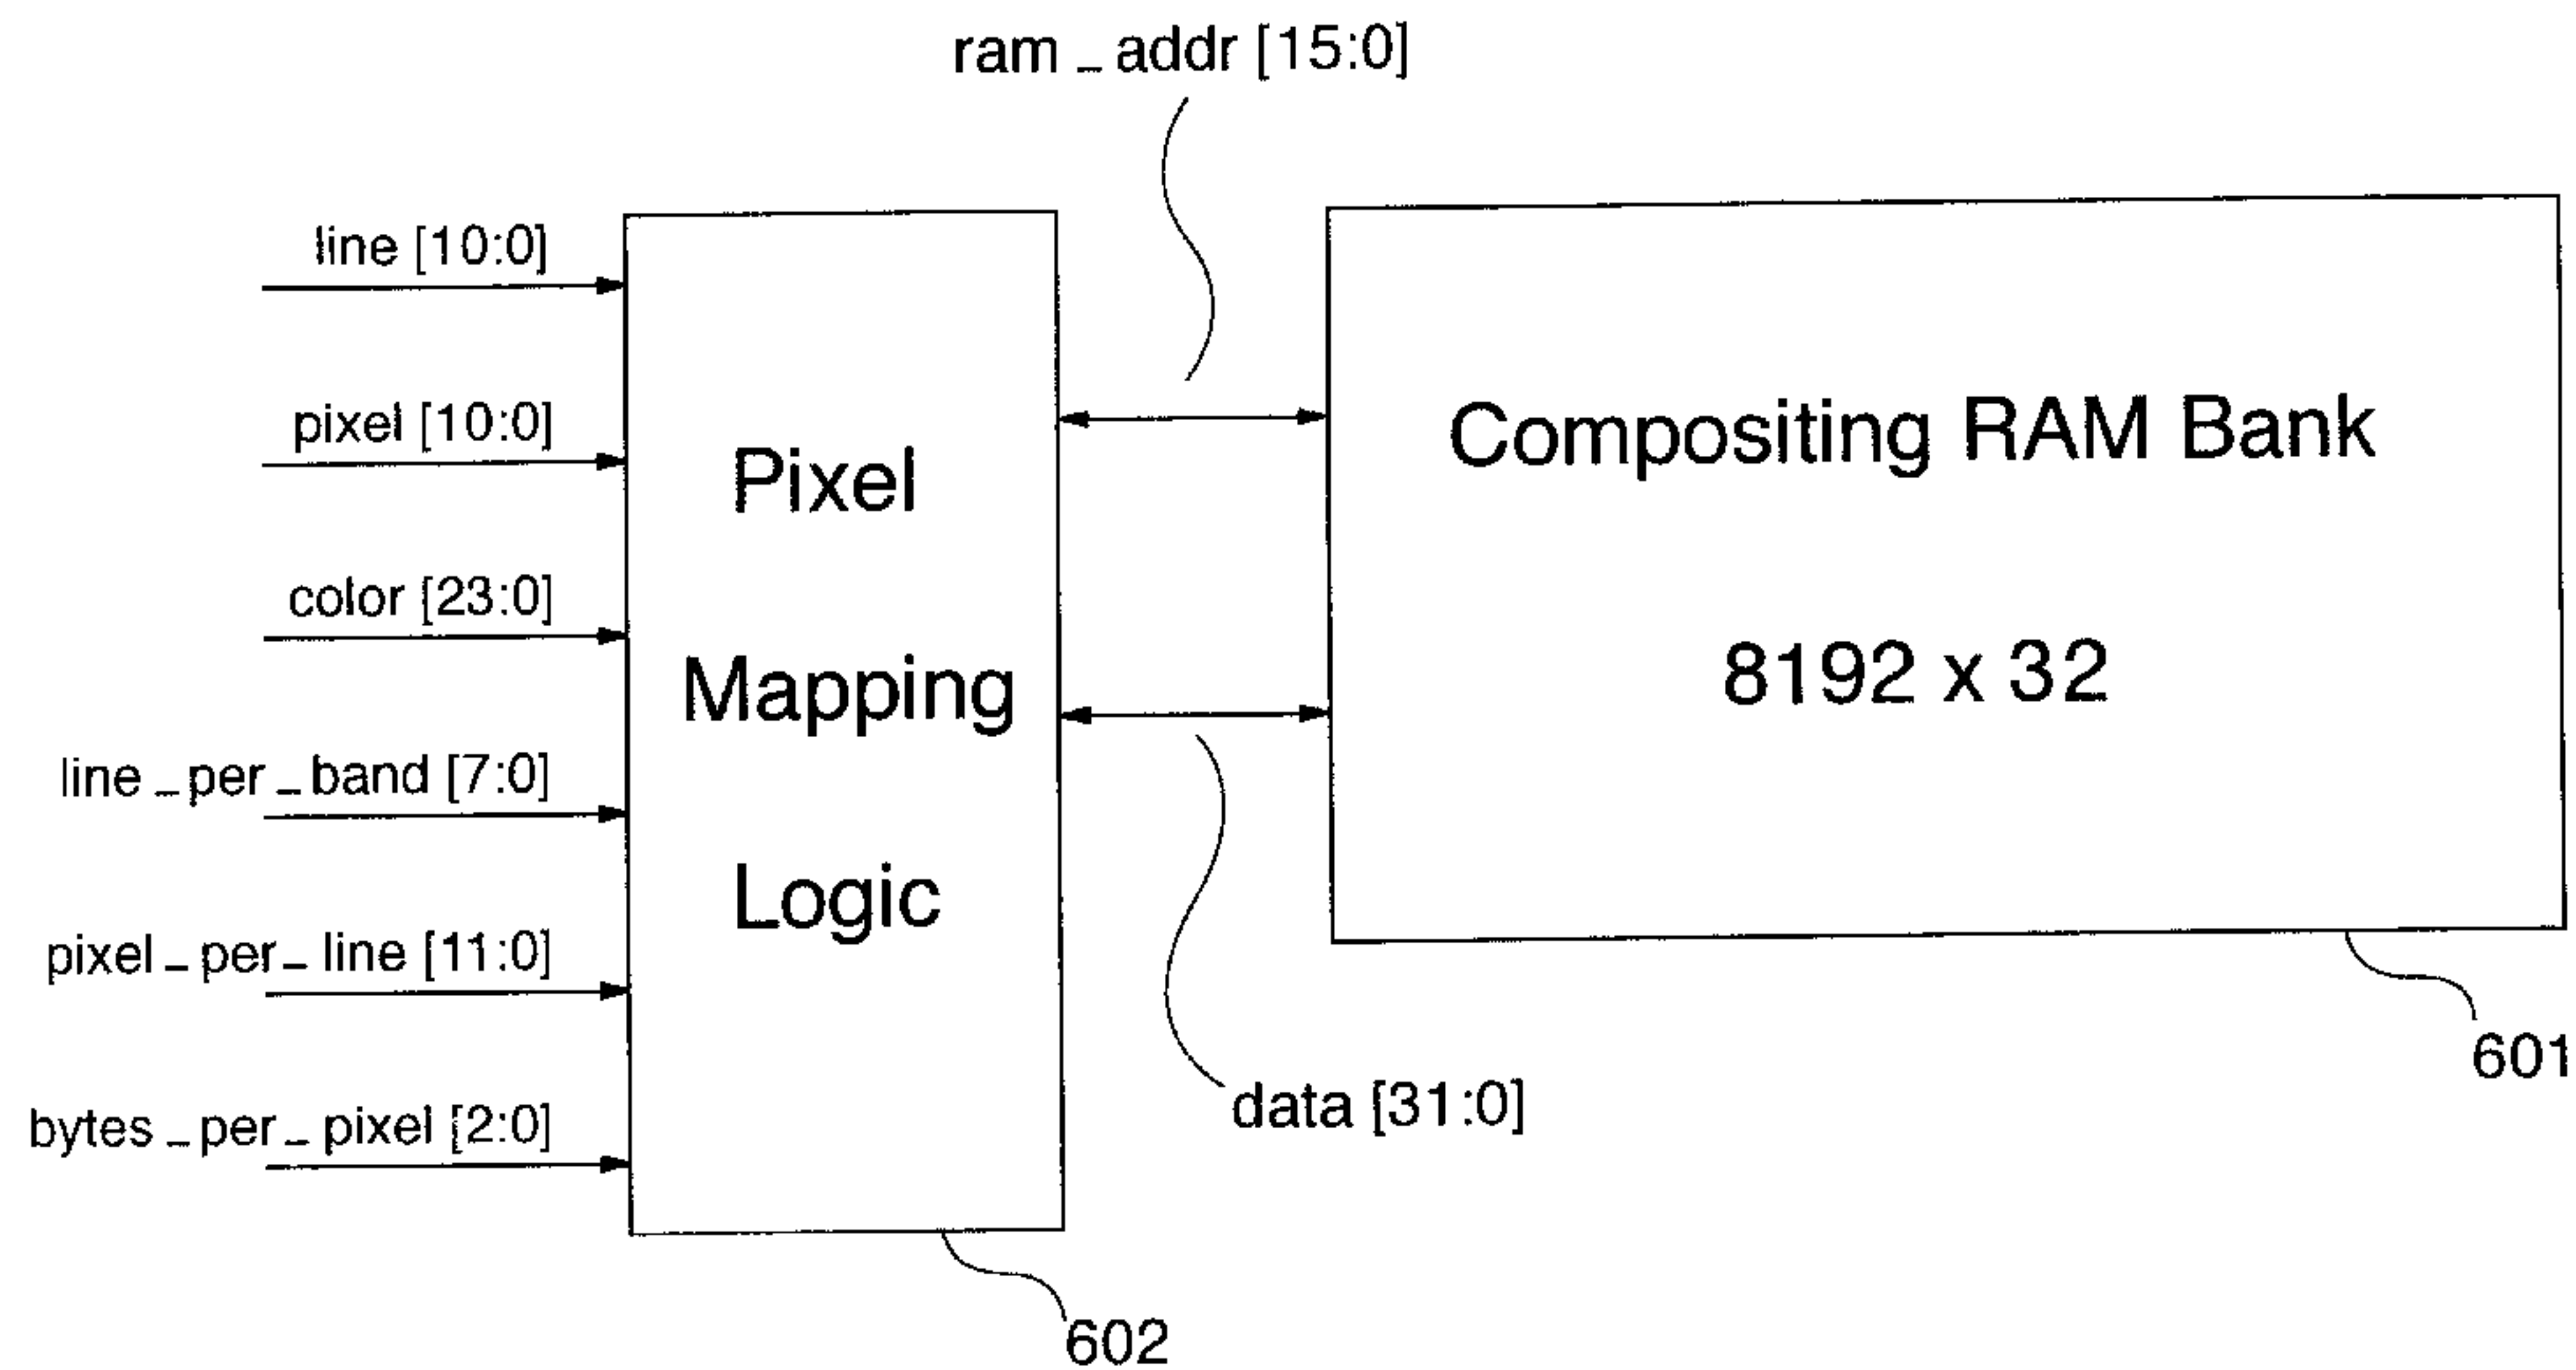 ram _ addr [15:0]
line [10:0]
pixel [10:0]
color [23:0]
line _ per _ band [7:0]
pixel _ per _ line [11:0]
bytes _ per _ pixel [2:0]
Pixel
Mapping
Logic
Compositing RAM Bank
8192 x 32
data [31:0]
601
602